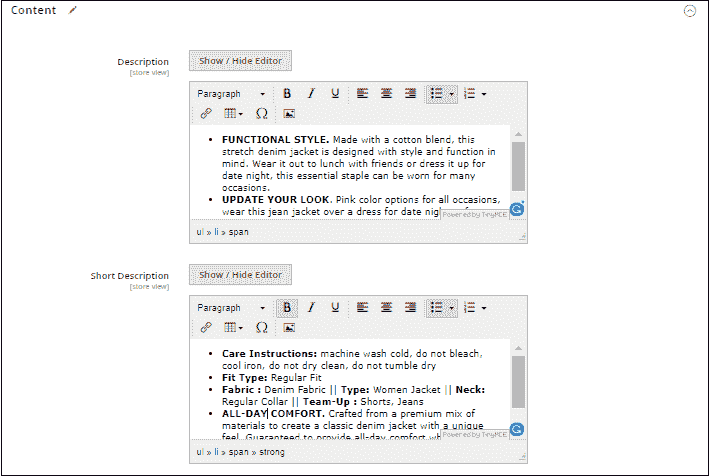 Content
Description
[store view]
Show / Hide Editor
Paragraph B I U
FUNCTIONAL STYLE. Made with a cotton blend, this
stretch denim jacket is designed with style and function in
mind. Wear it out to lunch with friends or dress it up for
date night, this essential staple can be worn for many
occasions.
UPDATE YOUR LOOK. Pink color options for all occasions,
wear this jean jacket over a dress for date
Powered by TinyMCE
ul » li » span
Short Description
[store view]
Show / Hide Editor
Paragraph B I U
Care Instructions: machine wash cold, do not bleach,
cool iron, do not dry clean, do not tumble dry
Fit Type: Regular Fit
Fabric : Denim Fabric || Type: Women Jacket || Neck:
Regular Collar || Team-Up : Shorts, Jeans
ALL-DAY COMFORT. Crafted from a premium mix of
materials to create a classic denim jacket with a unique
feel. Guaranteed to provide all-day comfort
Powered by TinyMCE
ul » li » span » strong